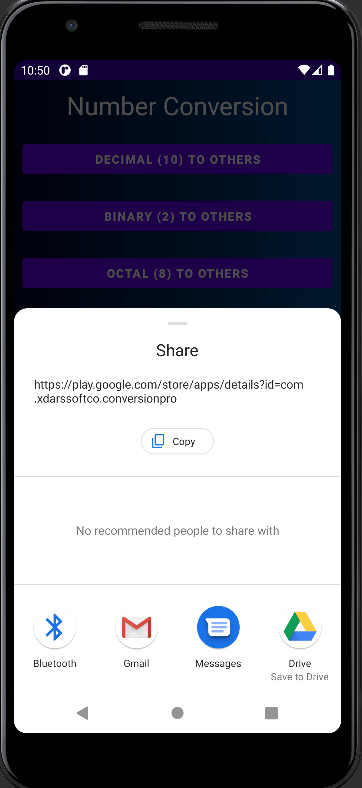 10:50
Number Conversion
DECIMAL (10) TO OTHERS
BINARY (2) TO OTHERS
OCTAL (8) TO OTHERS
Share
https://play.google.com/store/apps/details?id=com
.xdarssoftco.conversionpro
Copy
No recommended people to share with
Bluetooth
Gmail
Messages
Drive
Save to Drive